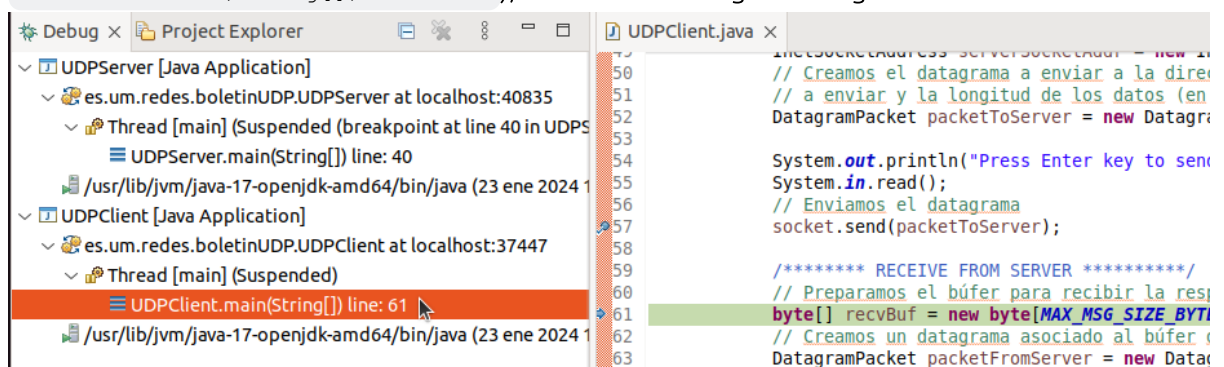 Debug × Project Explorer
UDPServer [Java Application]
es.um.redes.boletinUDP.UDPServer at localhost:40835
Thread [main] (Suspended (breakpoint at line 40 in UDPS
UDPServer.main(String[]) line: 40
/usr/lib/jvm/java-17-openjdk-amd64/bin/java (23 ene 2024 1
UDPClient [Java Application]
es.um.redes.boletinUDP.UDPClient at localhost:37447
Thread [main] (Suspended)
UDPClient.main(String[]) line: 61
/usr/lib/jvm/java-17-openjdk-amd64/bin/java (23 ene 2024 1
UDPClient.java ×
49 InetSocketAddress serverSocketAddr = new I
50 // Creamos el datagrama a enviar a la direc
51 // a enviar y la longitud de los datos (en
52 DatagramPacket packetToServer = new Datagra
53
54 System.out.println("Press Enter key to send
55 System.in.read();
56 // Enviamos el datagrama
57 socket.send(packetToServer);
58
59 /******** RECEIVE FROM SERVER **********/
60 // Preparamos el búfer para recibir la resp
61 byte[] recvBuf = new byte[MAX_MSG_SIZE_BYTE
62 // Creamos un datagrama asociado al búfer
63 DatagramPacket packetFromServer = new Datag